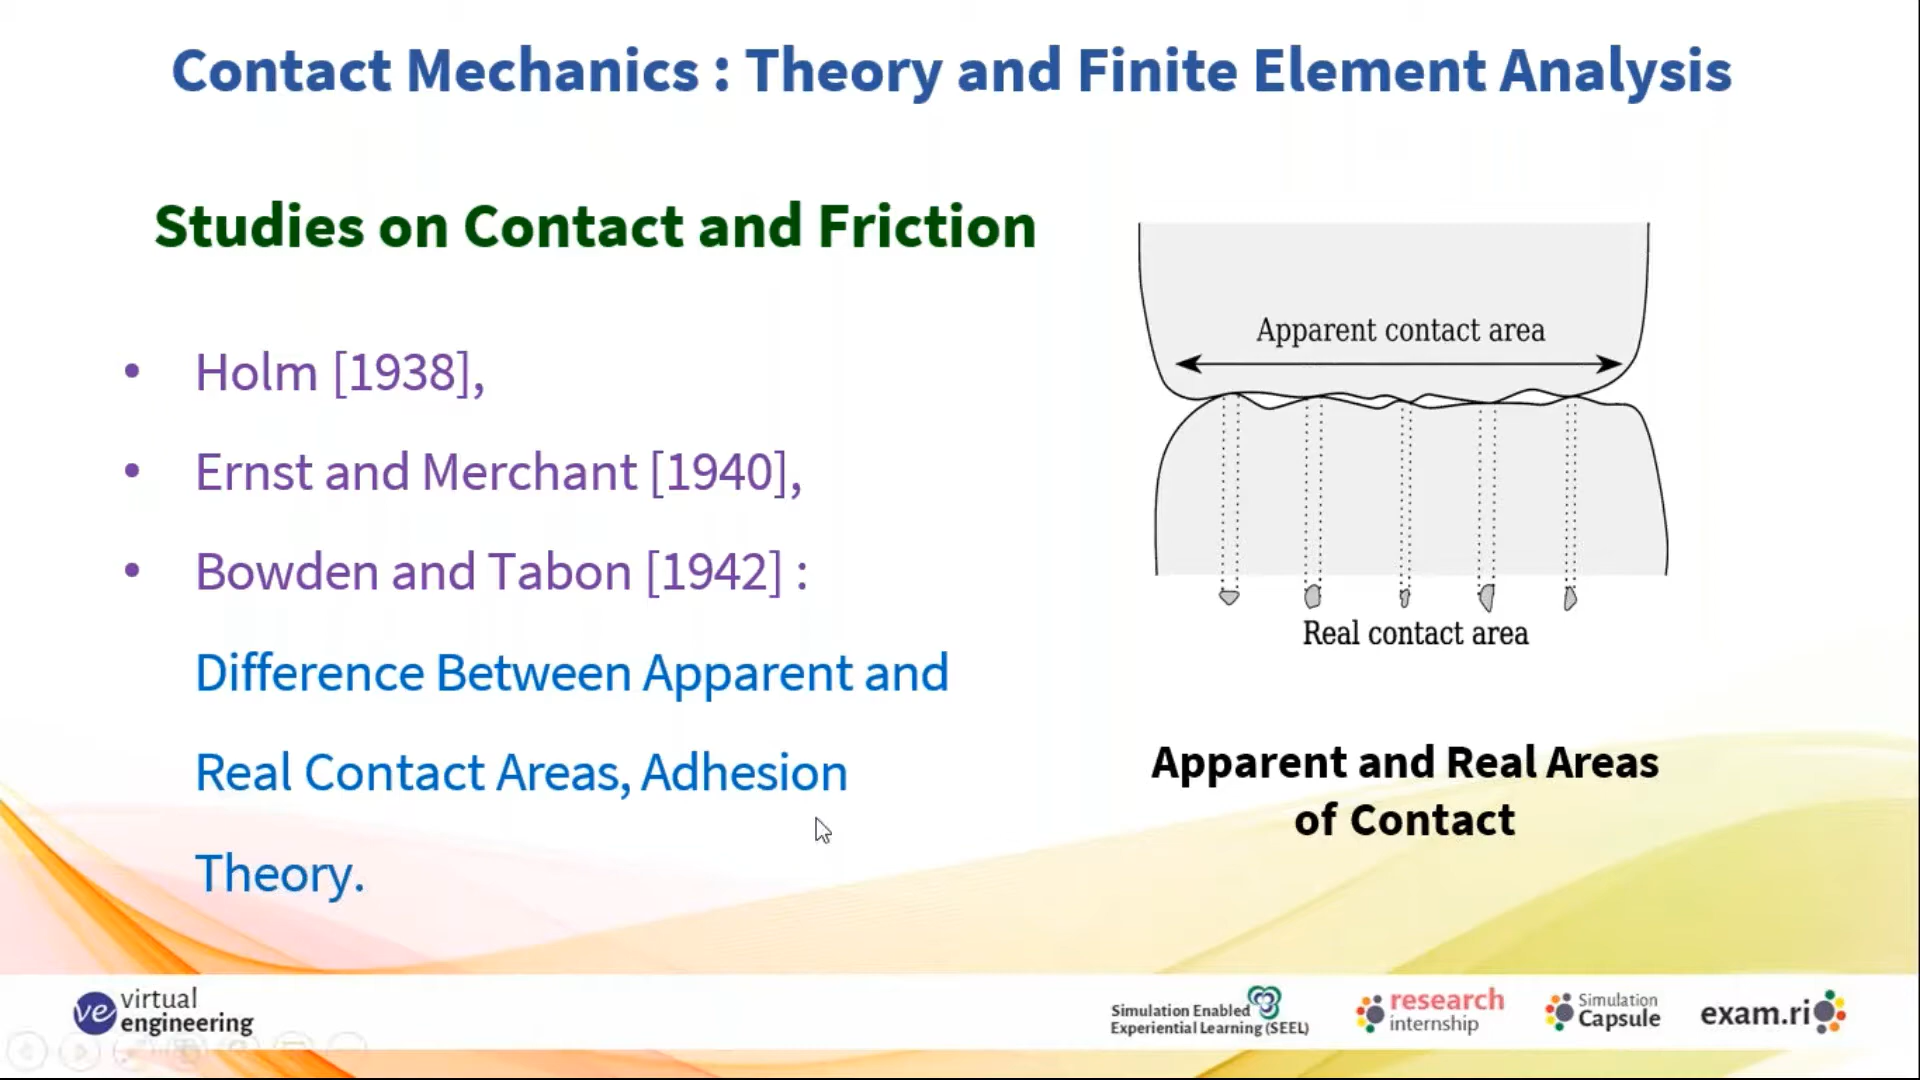 Contact Mechanics : Theory and Finite Element Analysis
Studies on Contact and Friction
• Holm [1938],
• Ernst and Merchant [1940],
• Bowden and Tabon [1942] :
Difference Between Apparent and
Real Contact Areas, Adhesion
Theory.
Apparent contact area
Real contact area
Apparent and Real Areas
of Contact
ve virtual
engineering
Simulation Enabled
Experiential Learning (SEEL)
research
internship
Simulation
Capsule
exam.ri